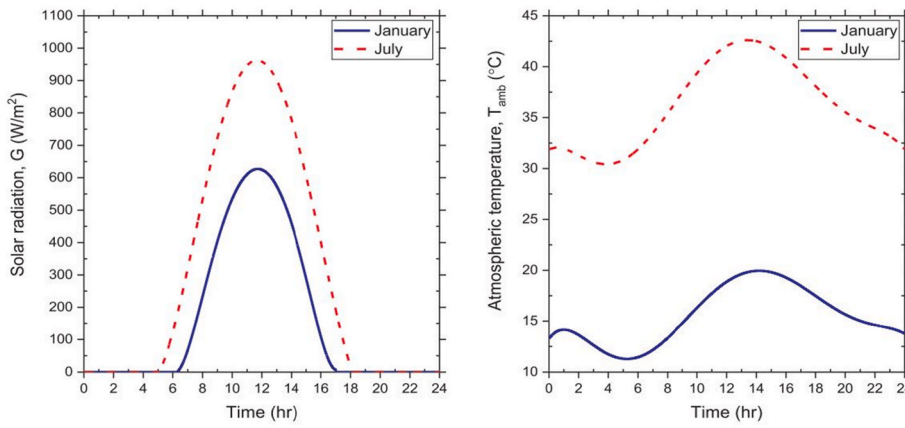 1100
1000
900
800
700
600
500
400
300
200
100
0
Solar radiation, G (W/m²)
January
July
0 2 4 6 8 10 12 14 16 18 20 22 24
Time (hr)
45
40
35
30
25
20
15
10
Atmospheric temperature, Tamb (°C)
January
July
0 2 4 6 8 10 12 14 16 18 20 22 24
Time (hr)